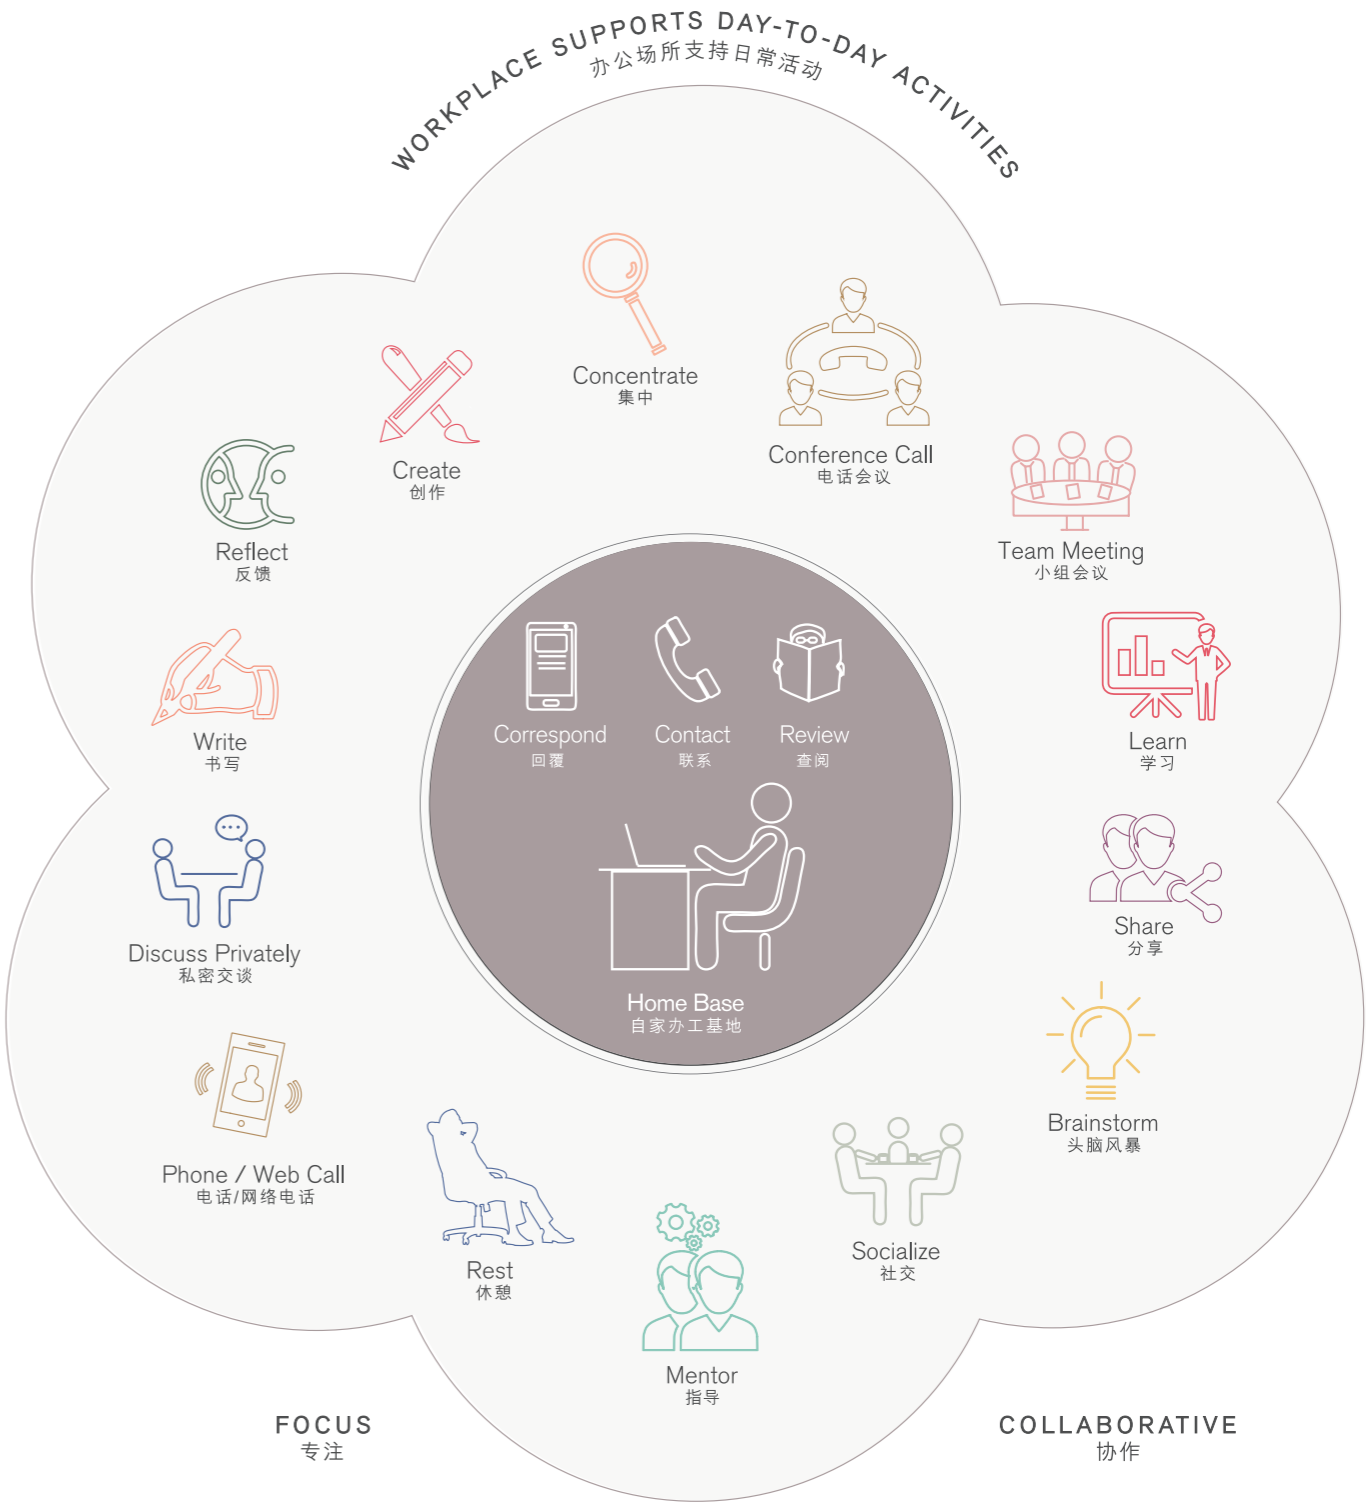 WORKPLACE SUPPORTS DAY-TO-DAY ACTIVITIES
办公场所支持日常活动
Concentrate
集中
Conference Call
电话会议
Create
创作
Team Meeting
小组会议
Reflect
反馈
Write
书写
Learn
学习
Correspond
回覆
Contact
联系
Review
查阅
Home Base
自家办工基地
Share
分享
Discuss Privately
私密交谈
Brainstorm
头脑风暴
Phone / Web Call
电话/网络电话
Socialize
社交
Rest
休憩
Mentor
指导
FOCUS
专注
COLLABORATIVE
协作